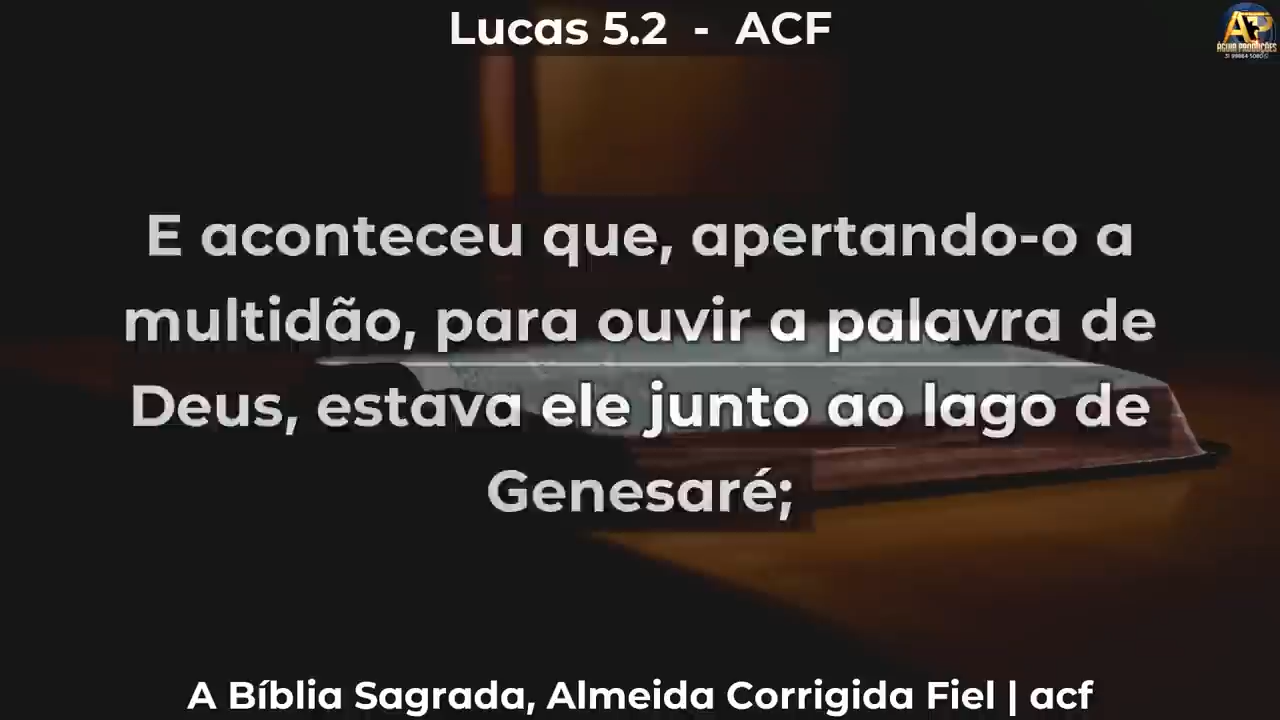 Lucas 5.2 - ACF
E aconteceu que, apertando-o a
multidão, para ouvir a palavra de
Deus, estava ele junto ao lago de
Genesaré;
A Bíblia Sagrada, Almeida Corrigida Fiel | acf